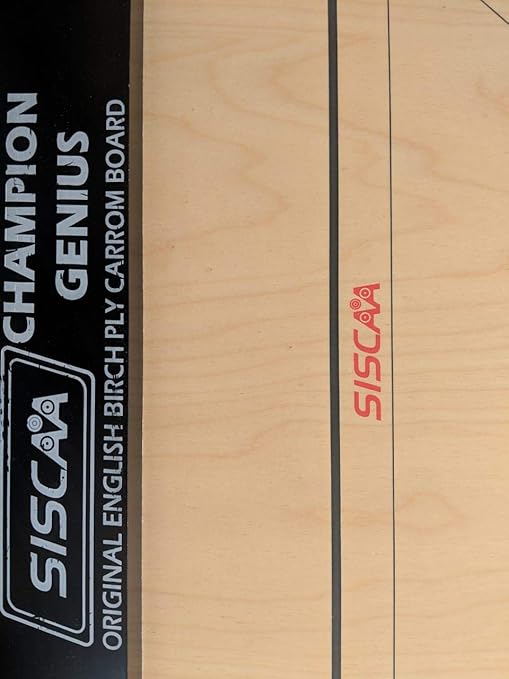 SISCAA CHAMPION
GENIUS
ORIGINAL ENGLISH BIRCH PLY CARROM BOARD
SISCAA